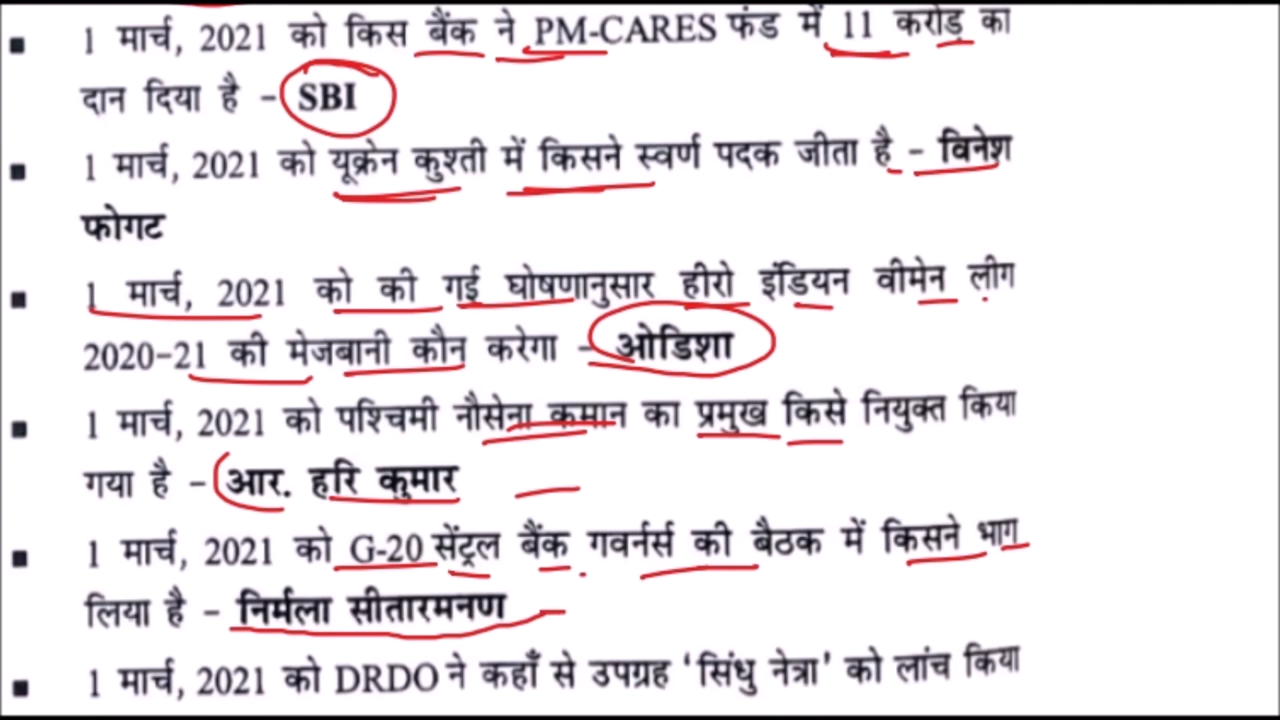 ▪ 1 मार्च, 2021 को किस बैंक ने PM-CARES फंड में 11 करोड़ का
दान दिया है - SBI
▪ 1 मार्च, 2021 को यूक्रेन कुश्ती में किसने स्वर्ण पदक जीता है - विनेश
फोगट
▪ 1 मार्च, 2021 को की गई घोषणानुसार हीरो इंडियन वीमेन लीग
2020-21 की मेजबानी कौन करेगा - ओडिशा
▪ 1 मार्च, 2021 को पश्चिमी नौसेना कमान का प्रमुख किसे नियुक्त किया
गया है - आर. हरि कुमार
▪ 1 मार्च, 2021 को G-20 सेंट्रल बैंक गवर्नर्स की बैठक में किसने भाग
लिया है - निर्मला सीतारमनण
▪ 1 मार्च, 2021 को DRDO ने कहाँ से उपग्रह 'सिंधु नेत्रा' को लांच किया